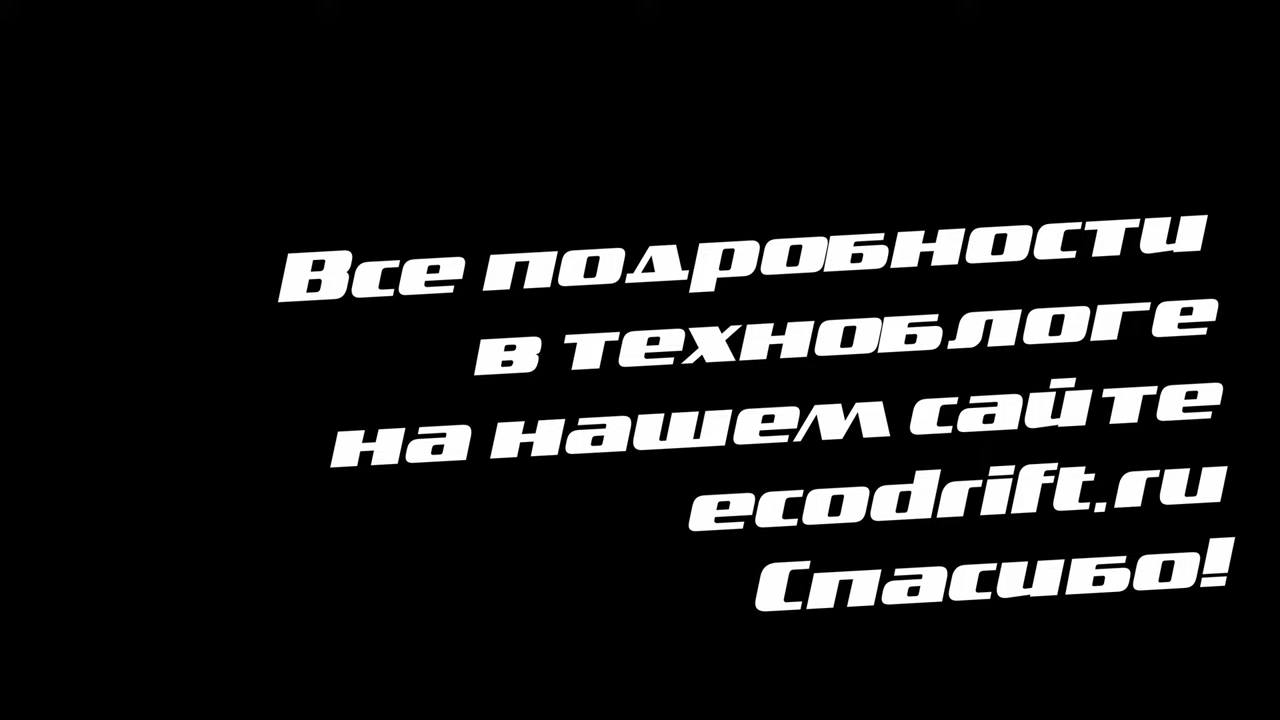 Все подробности
в техноблоге
на нашем сайте
ecodrift.ru
Спасибо!